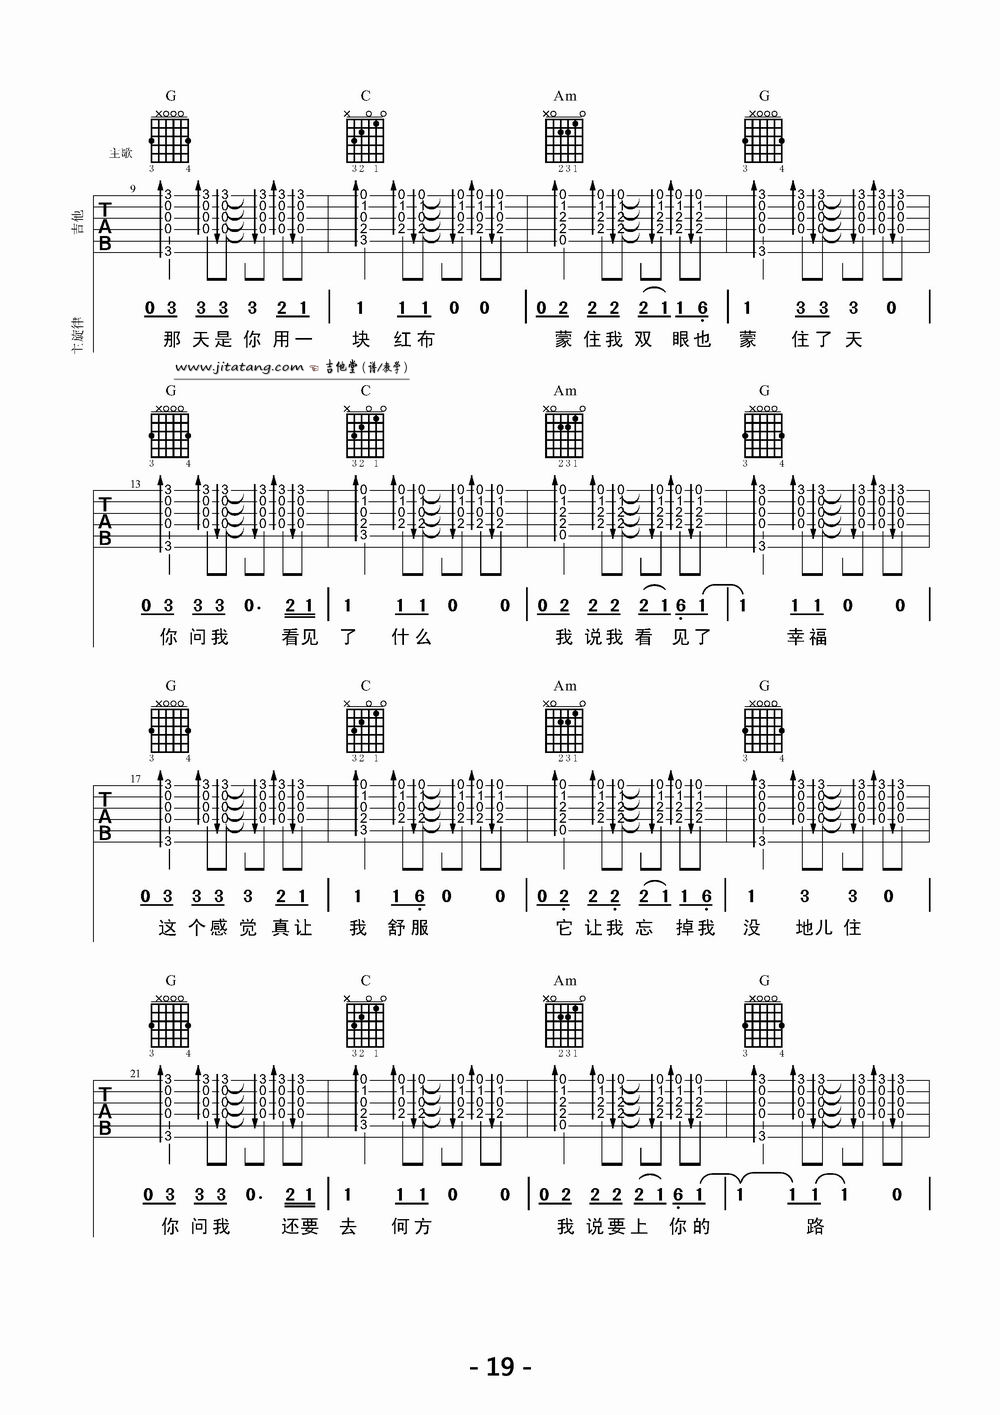 G C Am G
主歌
吉他
9
主旋律
0 3 3 3 3 2 1 | 1 1 1 0 0 | 0 2 2 2 2 1 1 6 | 1 3 3 3 0 |
那 天 是 你 用 一 块 红 布 蒙 住 我 双 眼 也 蒙 住 了 天
www.jitatang.com ☜ 吉他堂(谱/教学)
G C Am G
13
0 3 3 3 0. 2 1 | 1 1 1 0 0 | 0 2 2 2 2 1 6 1 | 1 1 1 0 0 |
你 问 我 看 见 了 什 么 我 说 我 看 见 了 幸 福
G C Am G
17
0 3 3 3 3 2 1 | 1 1 6 0 0 | 0 2 2 2 2 1 1 6 | 1 3 3 0 |
这 个 感 觉 真 让 我 舒 服 它 让 我 忘 掉 我 没 地 儿 住
G C Am G
21
0 3 3 3 0. 2 1 | 1 1 1 0 0 | 0 2 2 2 2 1 6 1 | 1 1 1 1 0 |
你 问 我 还 要 去 何 方 我 说 要 上 你 的 路
- 19 -